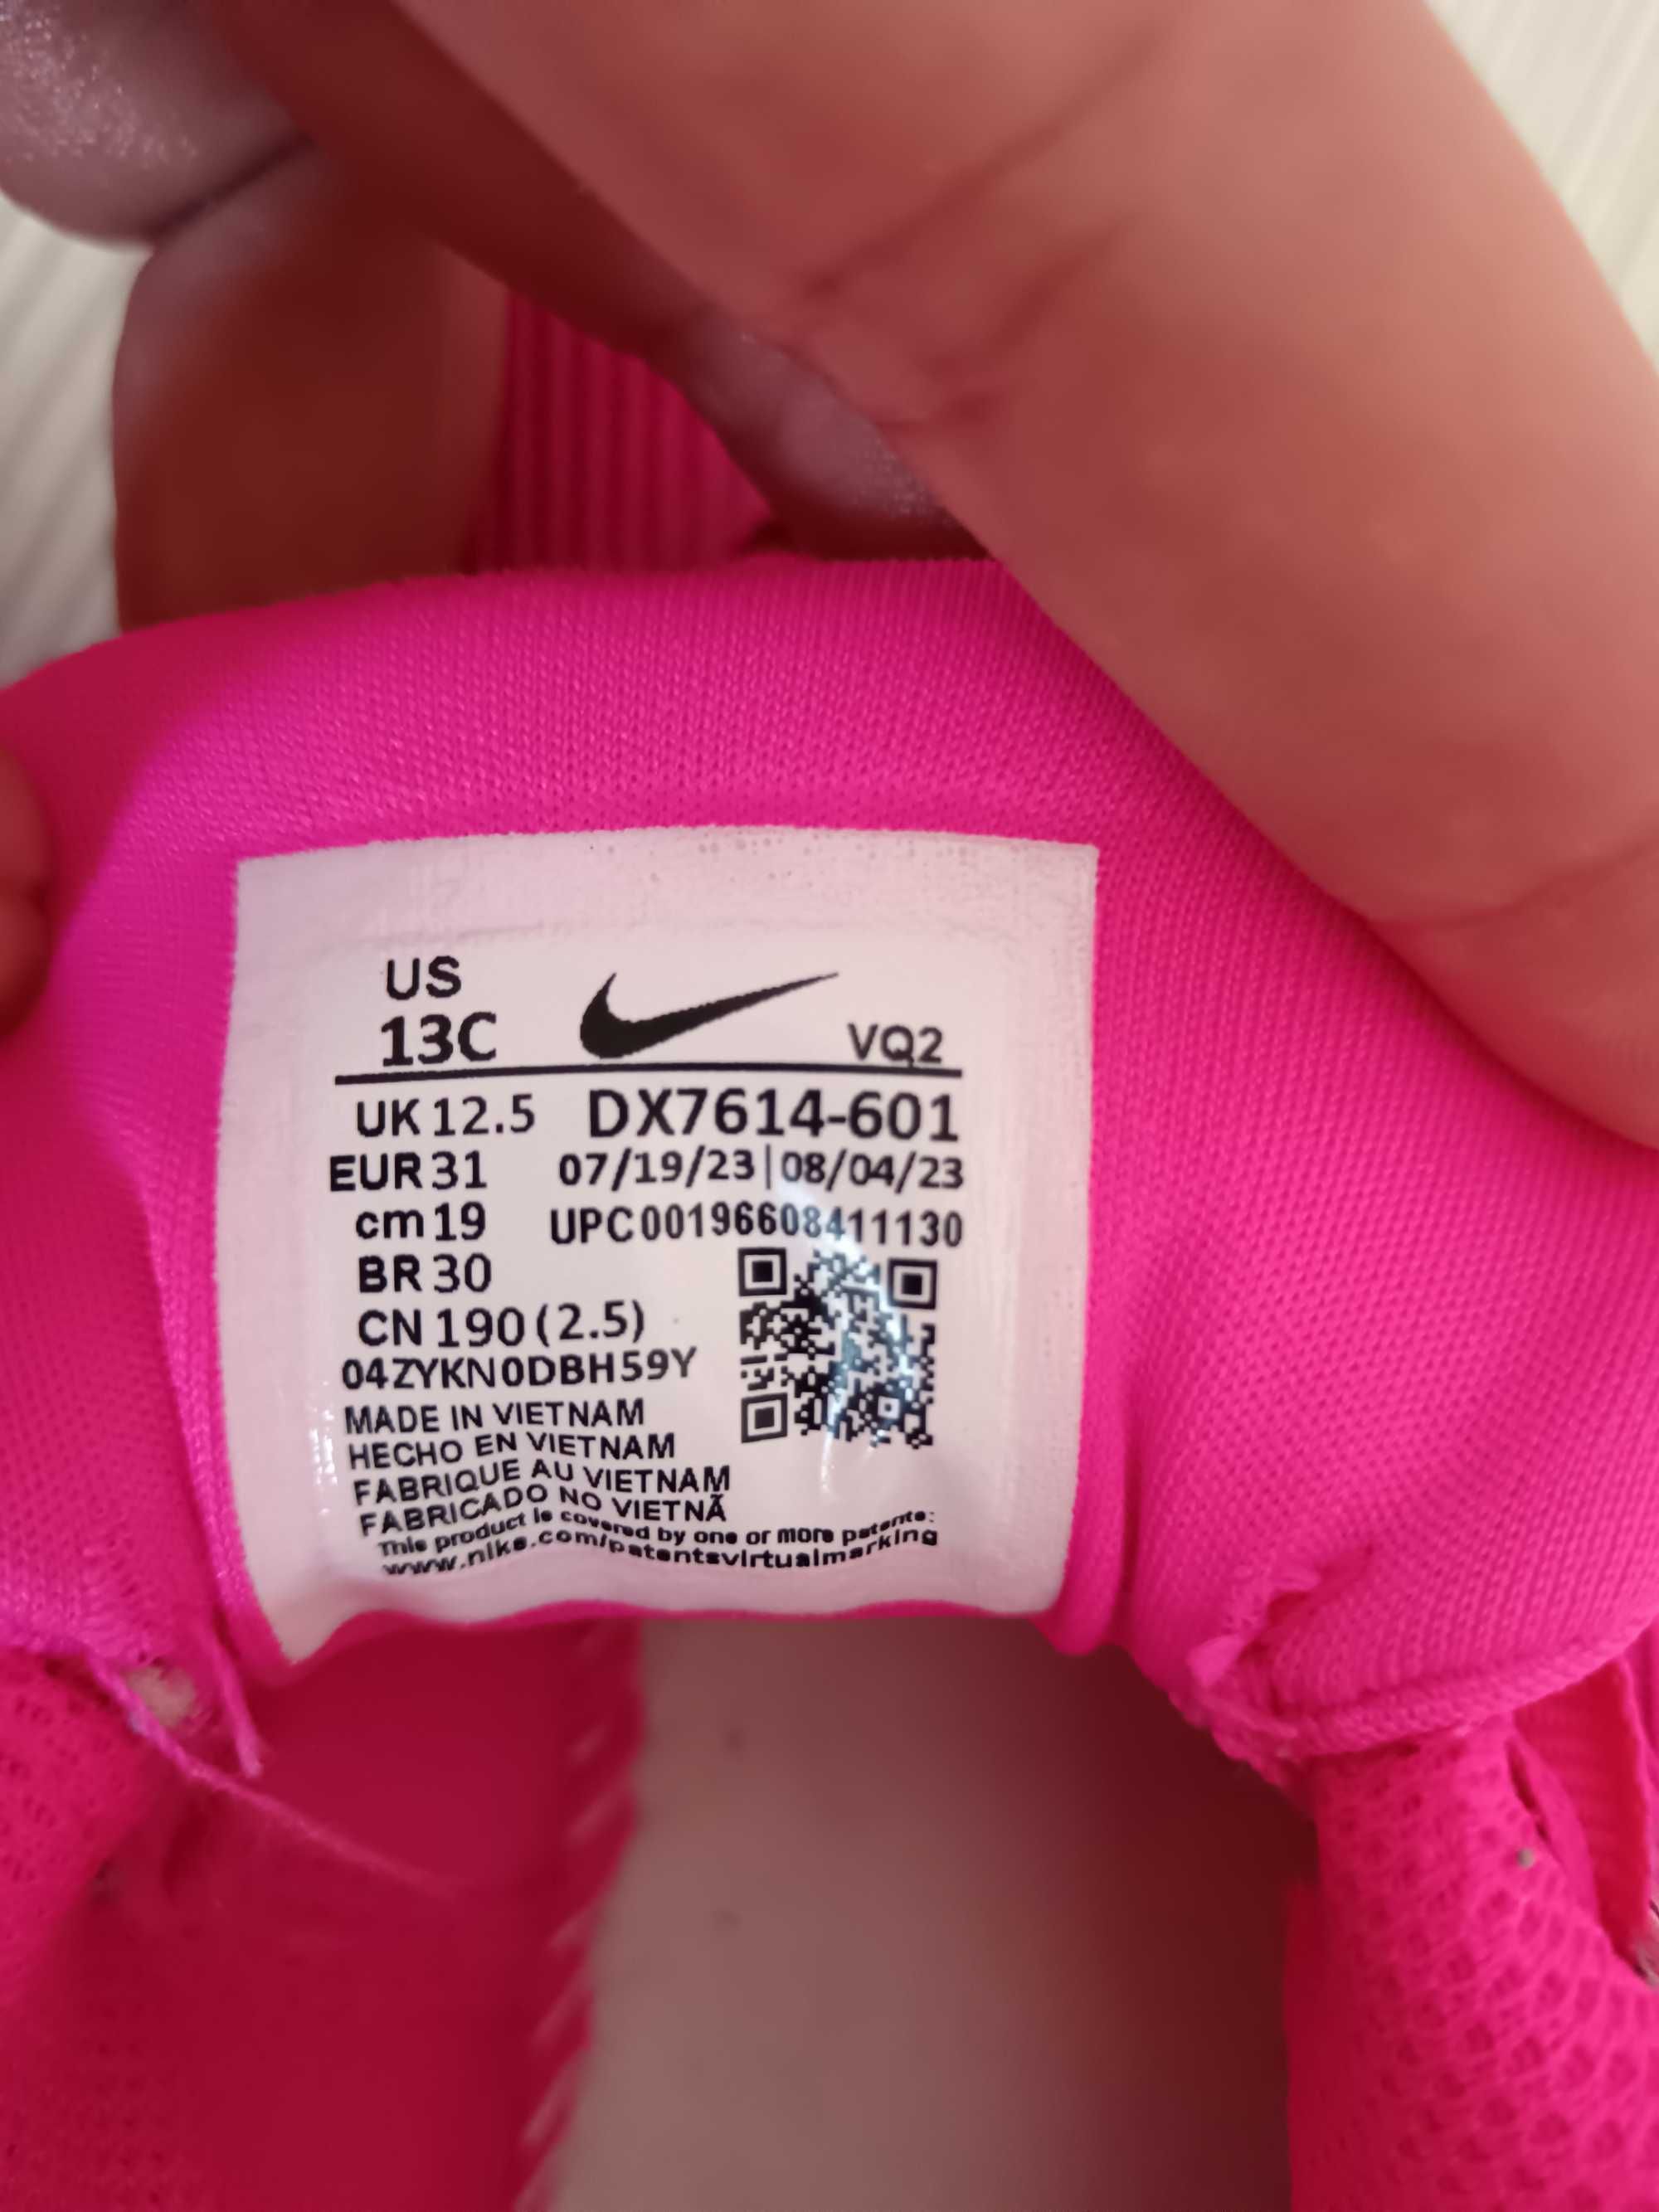 US
13C
VQ2
UK 12.5 DX7614-601
EUR 31 07/19/23|08/04/23
cm 19 UPC00196608411130
BR 30
CN 190 (2.5)
04ZYKN0DBH59Y
MADE IN VIETNAM
HECHO EN VIETNAM
FABRIQUE AU VIETNAM
FABRICADO NO VIETNÃ
This product is covered by one or more patents:
www.nike.com/patentsvirtualmarking